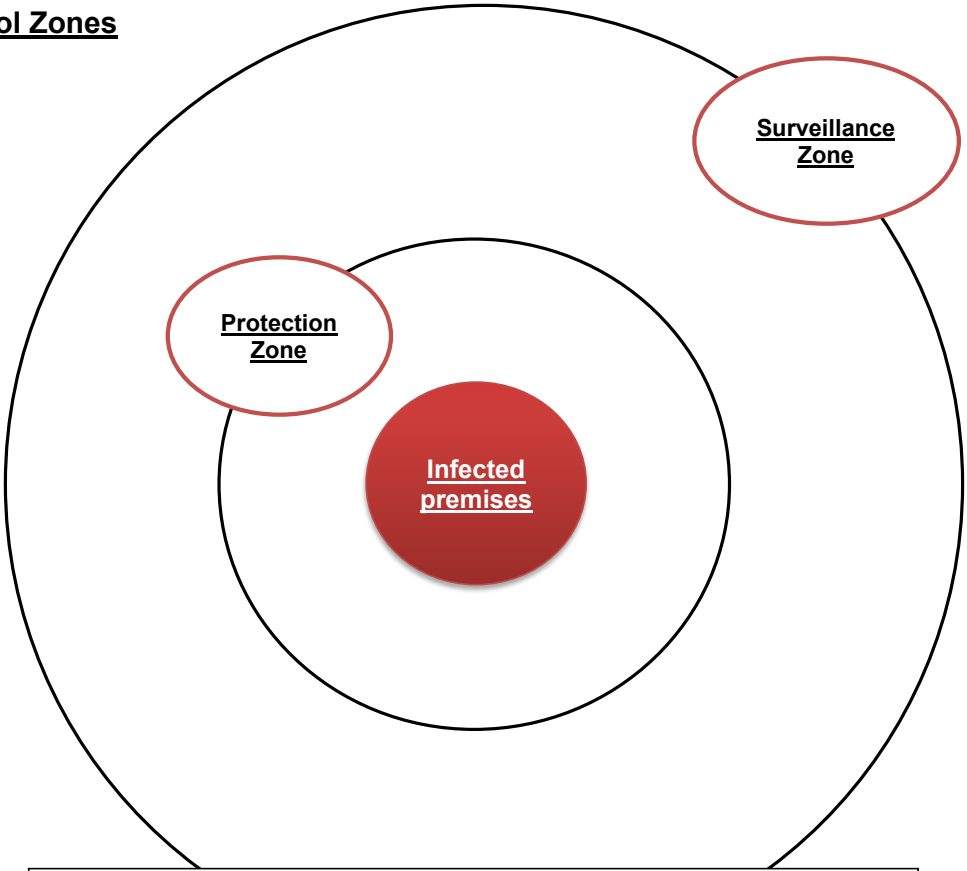 ol Zones
Surveillance
Zone
Protection
Zone
Infected
premises